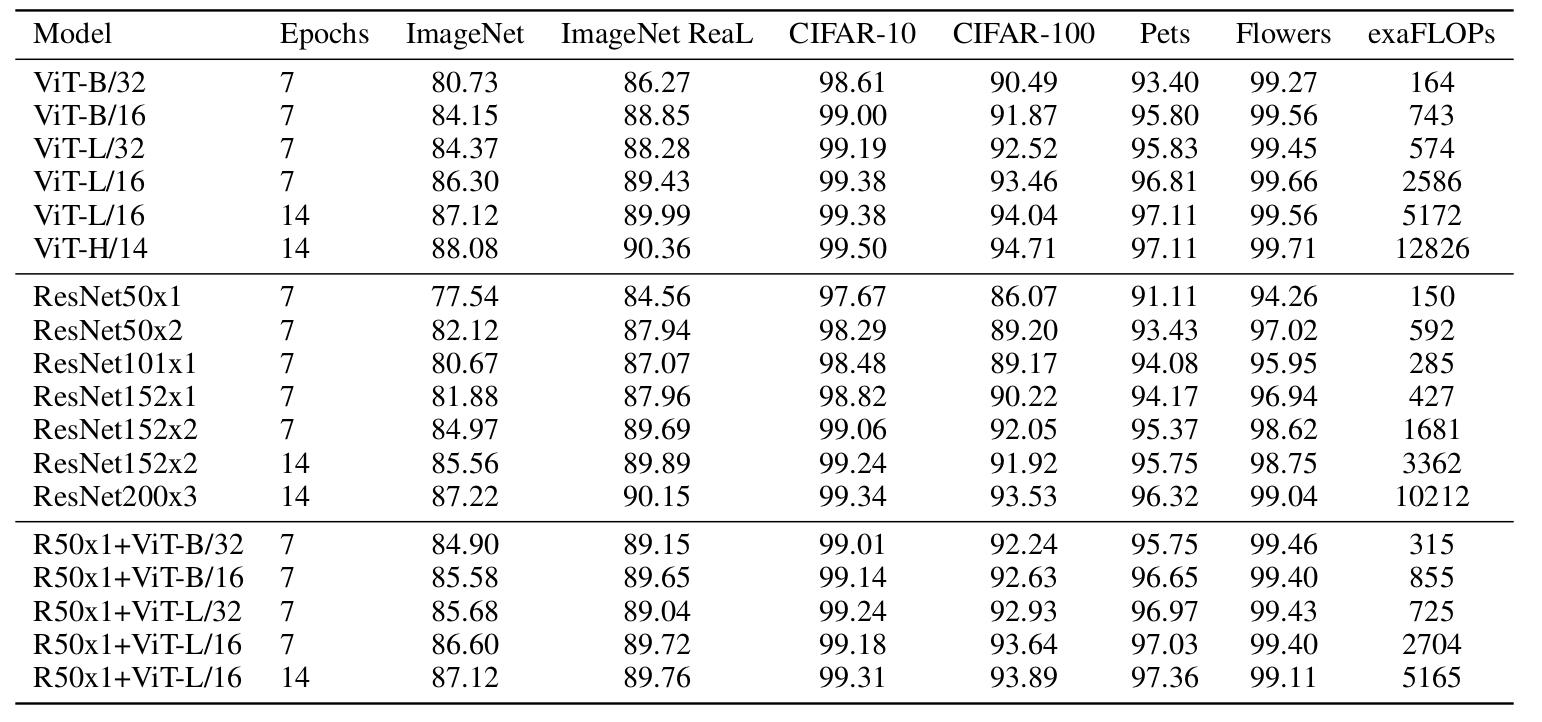 Model Epochs ImageNet ImageNet ReaL CIFAR-10 CIFAR-100 Pets Flowers exaFLOPs
ViT-B/32 7 80.73 86.27 98.61 90.49 93.40 99.27 164
ViT-B/16 7 84.15 88.85 99.00 91.87 95.80 99.56 743
ViT-L/32 7 84.37 88.28 99.19 92.52 95.83 99.45 574
ViT-L/16 7 86.30 89.43 99.38 93.46 96.81 99.66 2586
ViT-L/16 14 87.12 89.99 99.38 94.04 97.11 99.56 5172
ViT-H/14 14 88.08 90.36 99.50 94.71 97.11 99.71 12826
ResNet50x1 7 77.54 84.56 97.67 86.07 91.11 94.26 150
ResNet50x2 7 82.12 87.94 98.29 89.20 93.43 97.02 592
ResNet101x1 7 80.67 87.07 98.48 89.17 94.08 95.95 285
ResNet152x1 7 81.88 87.96 98.82 90.22 94.17 96.94 427
ResNet152x2 7 84.97 89.69 99.06 92.05 95.37 98.62 1681
ResNet152x2 14 85.56 89.89 99.24 91.92 95.75 98.75 3362
ResNet200x3 14 87.22 90.15 99.34 93.53 96.32 99.04 10212
R50x1+ViT-B/32 7 84.90 89.15 99.01 92.24 95.75 99.46 315
R50x1+ViT-B/16 7 85.58 89.65 99.14 92.63 96.65 99.40 855
R50x1+ViT-L/32 7 85.68 89.04 99.24 92.93 96.97 99.43 725
R50x1+ViT-L/16 7 86.60 89.72 99.18 93.64 97.03 99.40 2704
R50x1+ViT-L/16 14 87.12 89.76 99.31 93.89 97.36 99.11 5165